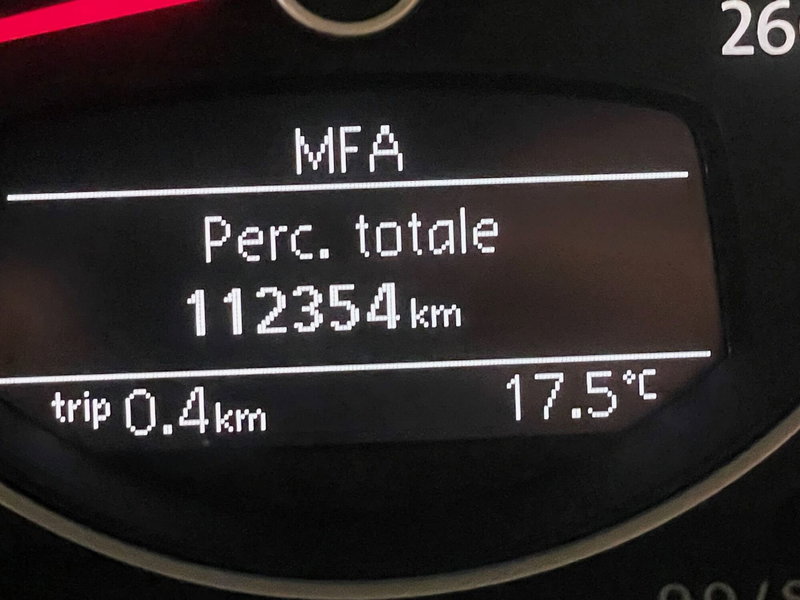 MFA
Perc. totale
112354 km
trip 0.4 km 17.5°C